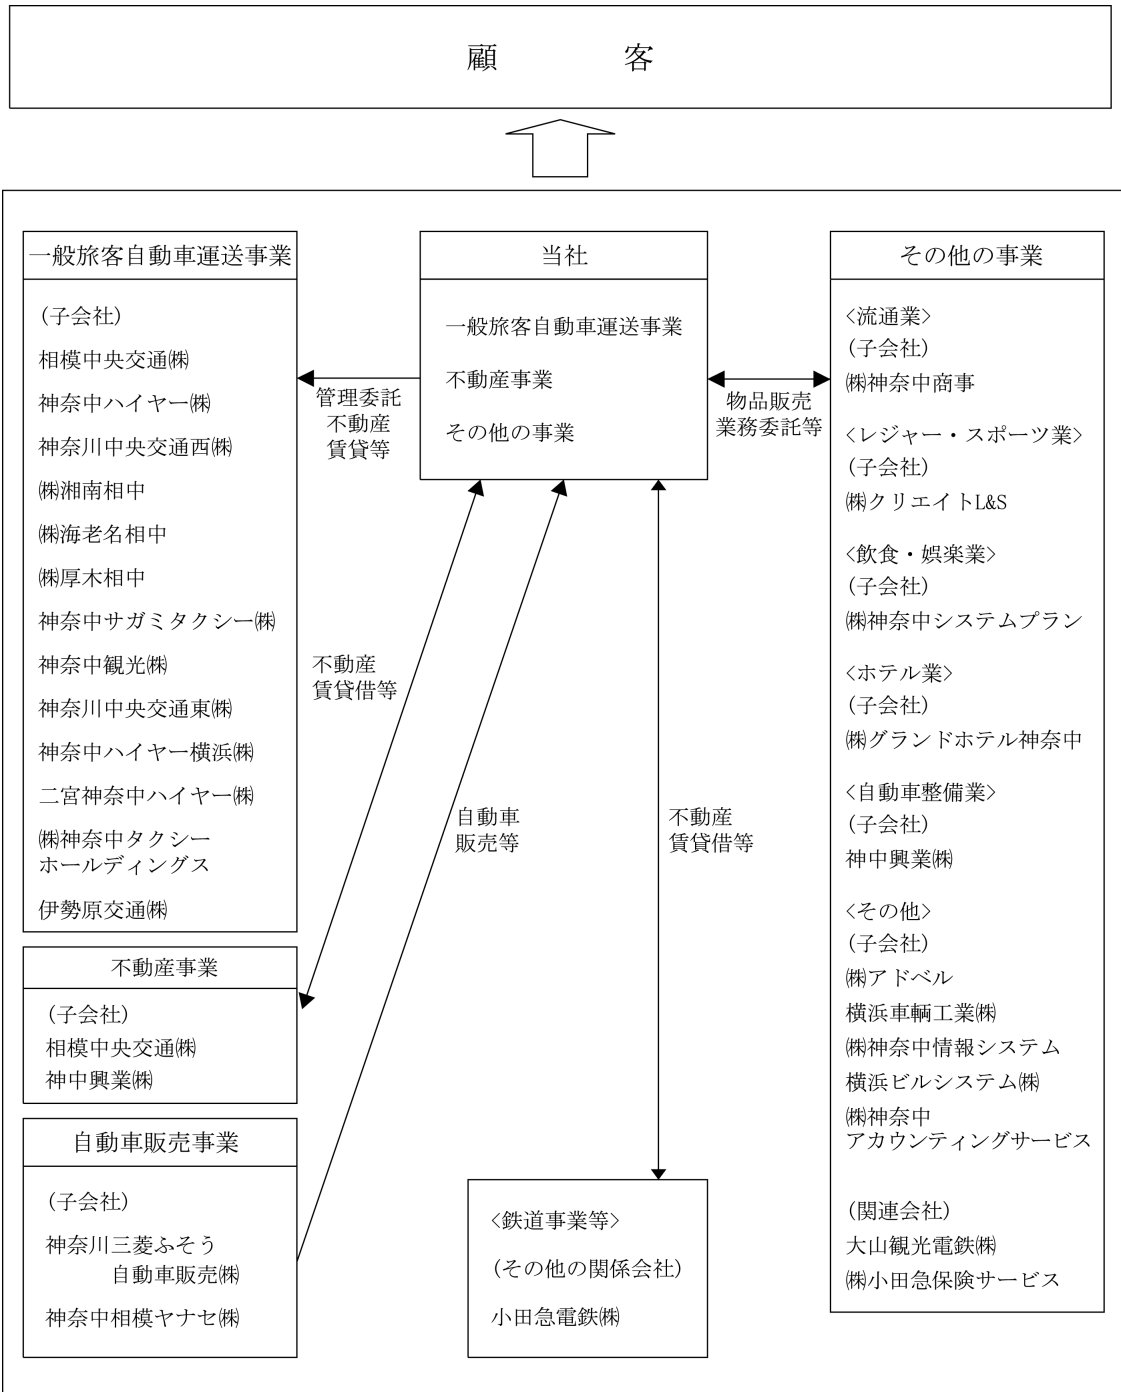 顧 客
一般旅客自動車運送事業
(子会社)
相模中央交通㈱
神奈中ハイヤー㈱
神奈川中央交通西㈱
㈱湘南相中
㈱海老名相中
㈱厚木相中
神奈中サガミタクシー㈱
神奈中観光㈱
神奈川中央交通東㈱
神奈中ハイヤー横浜㈱
二宮神奈中ハイヤー㈱
㈱神奈中タクシー
ホールディングス
伊勢原交通㈱
不動産事業
(子会社)
相模中央交通㈱
神中興業㈱
自動車販売事業
(子会社)
神奈川三菱ふそう
自動車販売㈱
神奈中相模ヤナセ㈱
管理委託
不動産
賃貸等
不動産
賃貸借等
自動車
販売等
当社
一般旅客自動車運送事業
不動産事業
その他の事業
不動産
賃貸借等
<鉄道事業等>
(その他の関係会社)
小田急電鉄㈱
物品販売
業務委託等
その他の事業
<流通業>
(子会社)
㈱神奈中商事
<レジャー・スポーツ業>
(子会社)
㈱クリエイトL&S
<飲食・娯楽業>
(子会社)
㈱神奈中システムプラン
<ホテル業>
(子会社)
㈱グランドホテル神奈中
<自動車整備業>
(子会社)
神中興業㈱
<その他>
(子会社)
㈱アドベル
横浜車輌工業㈱
㈱神奈中情報システム
横浜ビルシステム㈱
㈱神奈中
アカウンティングサービス
(関連会社)
大山観光電鉄㈱
㈱小田急保険サービス